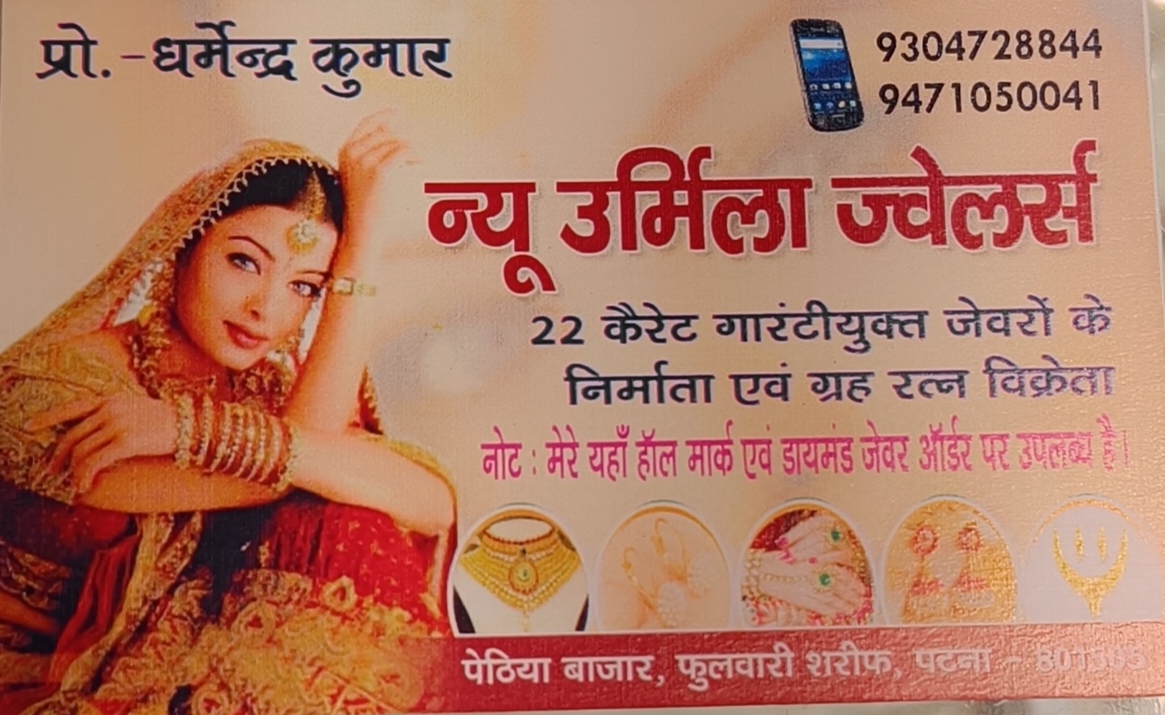 प्रो.-धर्मेन्द्र कुमार
9304728844
9471050041
न्यू उर्मिला ज्वेलर्स
22 कैरेट गारंटीयुक्त जेवरों के
निर्माता एवं ग्रह रत्न विक्रेता
नोट : मेरे यहाँ हॉल मार्क एवं डायमंड जेवर ऑर्डर पर उपलब्ध है।
पेठिया बाजार, फुलवारी शरीफ, पटना - 801505